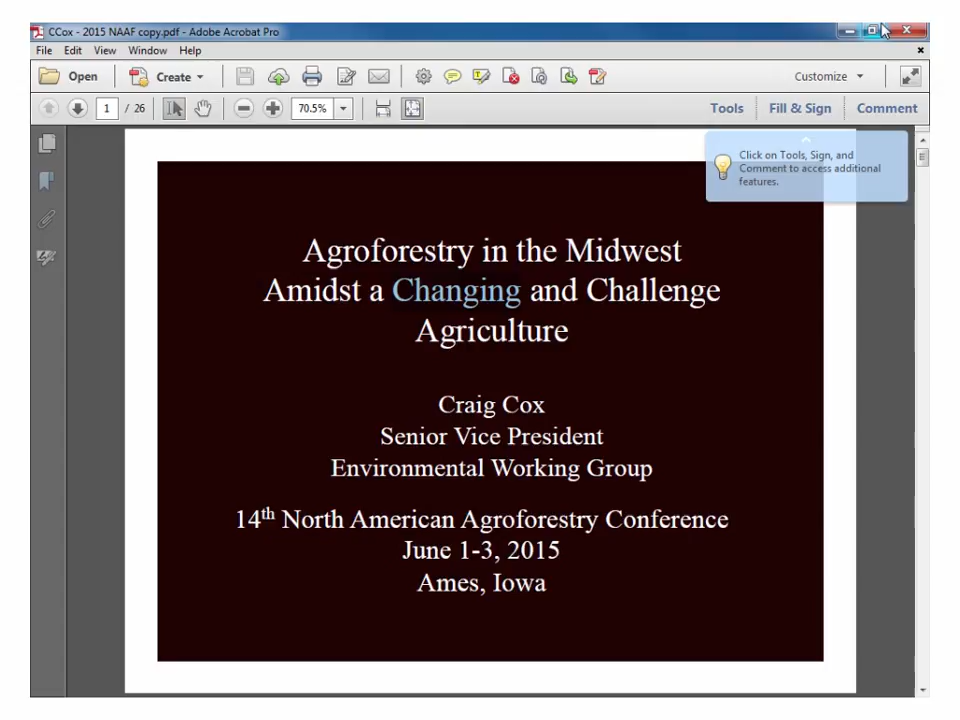 CCox - 2015 NAAF copy.pdf - Adobe Acrobat Pro
File Edit View Window Help
Open Create Customize
1 / 26 70.5% Tools Fill & Sign Comment
Click on Tools, Sign, and
Comment to access additional
features.
Agroforestry in the Midwest
Amidst a Changing and Challenge
Agriculture
Craig Cox
Senior Vice President
Environmental Working Group
14th North American Agroforestry Conference
June 1-3, 2015
Ames, Iowa